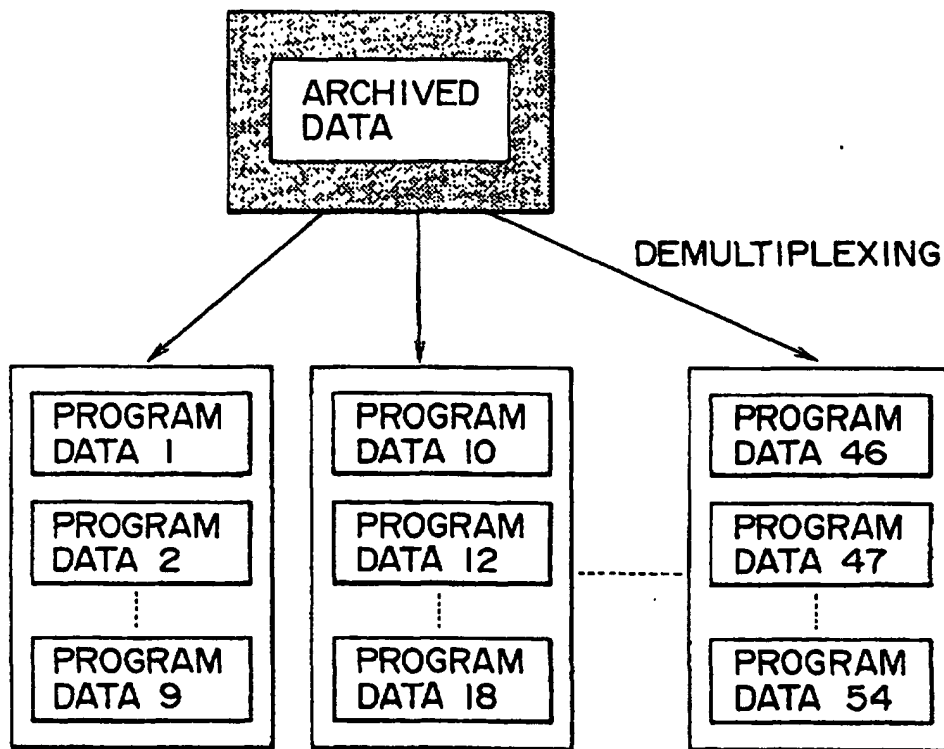 ARCHIVED
DATA
DEMULTIPLEXING
PROGRAM
DATA 1
PROGRAM
DATA 2
PROGRAM
DATA 9
PROGRAM
DATA 10
PROGRAM
DATA 12
PROGRAM
DATA 18
PROGRAM
DATA 46
PROGRAM
DATA 47
PROGRAM
DATA 54